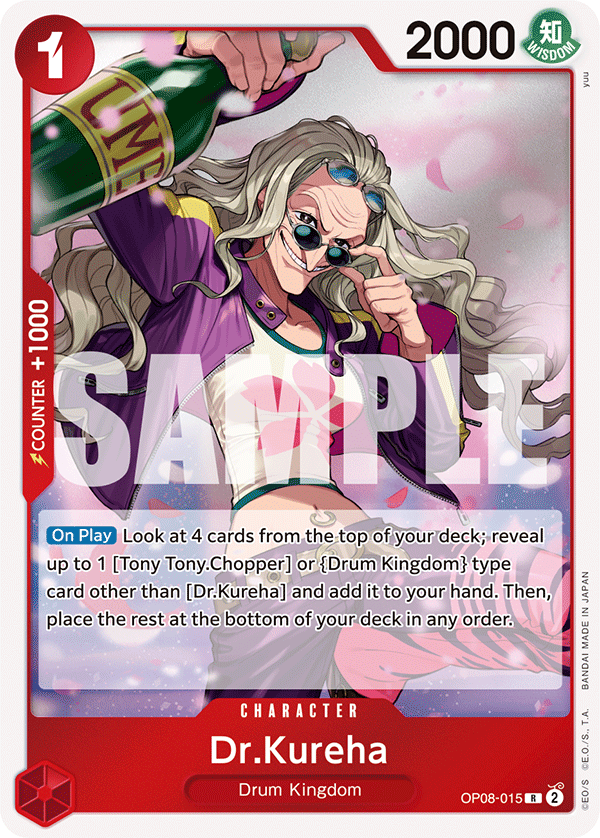 1
2000
知
WISDOM
yuu
UME
COUNTER +1000
SAMPLE
On Play Look at 4 cards from the top of your deck; reveal
up to 1 [Tony Tony.Chopper] or {Drum Kingdom} type
card other than [Dr.Kureha] and add it to your hand. Then,
place the rest at the bottom of your deck in any order.
CHARACTER
Dr.Kureha
Drum Kingdom
OP08-015 R 2
©EO/S ©E.O./S., T.A. BANDAI MADE IN JAPAN